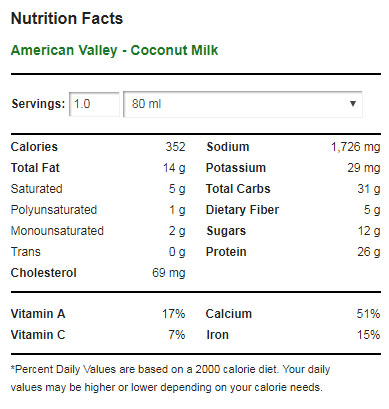 Nutrition Facts
American Valley - Coconut Milk
Servings: 1.0 80 ml
Calories 352 Sodium 1,726 mg
Total Fat 14 g Potassium 29 mg
Saturated 5 g Total Carbs 31 g
Polyunsaturated 1 g Dietary Fiber 5 g
Monounsaturated 2 g Sugars 12 g
Trans 0 g Protein 26 g
Cholesterol 69 mg
Vitamin A 17% Calcium 51%
Vitamin C 7% Iron 15%
*Percent Daily Values are based on a 2000 calorie diet. Your daily
values may be higher or lower depending on your calorie needs.